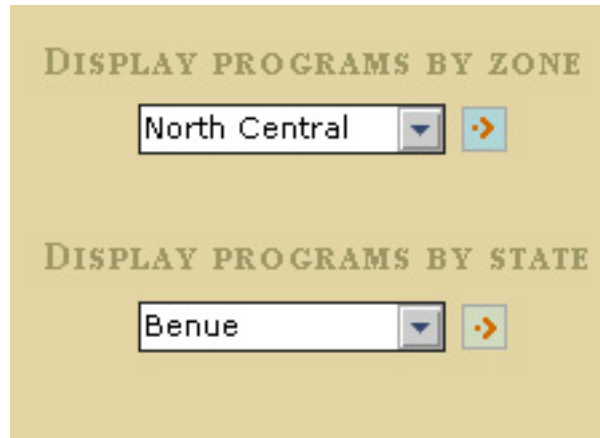 Display programs by zone
North Central
Display programs by state
Benue